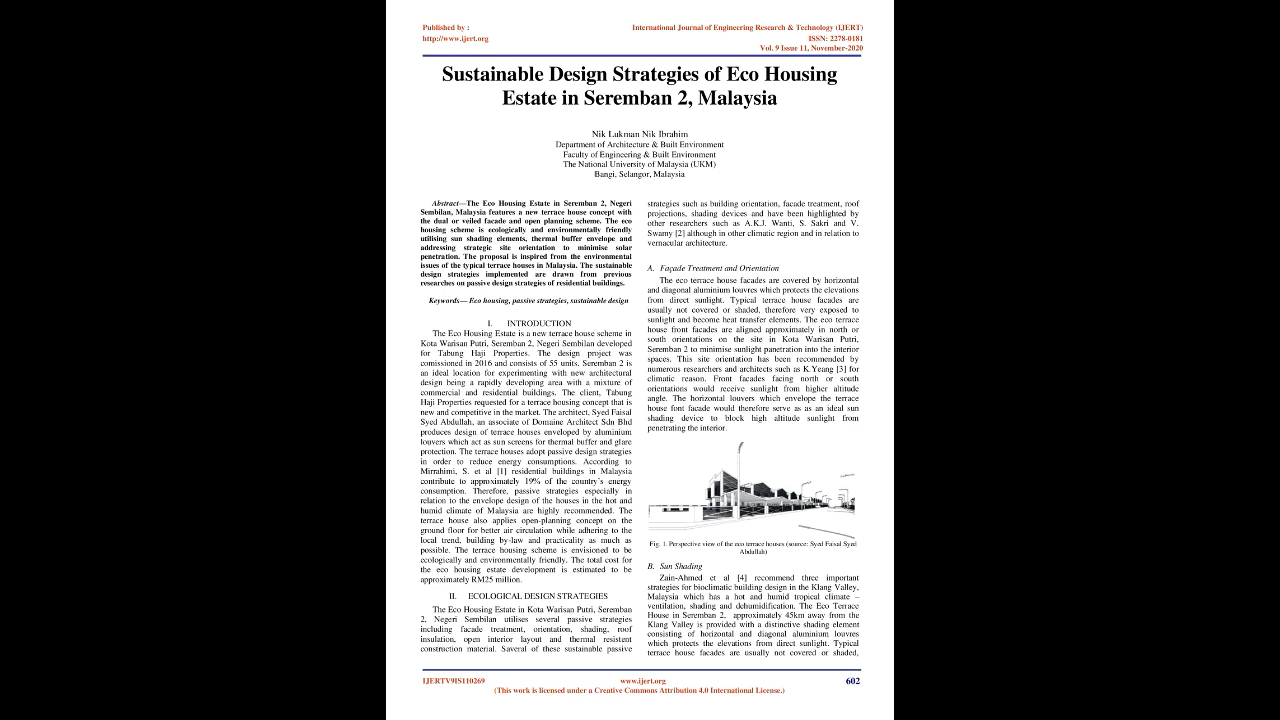 Published by :
http://www.ijert.org
International Journal of Engineering Research & Technology (IJERT)
ISSN: 2278-0181
Vol. 9 Issue 11, November-2020
Sustainable Design Strategies of Eco Housing
Estate in Seremban 2, Malaysia
Nik Lukman Nik Ibrahim
Department of Architecture & Built Environment
Faculty of Engineering & Built Environment
The National University of Malaysia (UKM)
Bangi, Selangor, Malaysia
Abstract—The Eco Housing Estate in Seremban 2, Negeri
Sembilan, Malaysia features a new terrace house concept with
the dual or veiled facade and open planning scheme. The eco
housing scheme is ecologically and environmentally friendly
utilising sun shading elements, thermal buffer envelope and
addressing strategic site orientation to minimise solar
penetration. The proposal is inspired from the environmental
issues of the typical terrace houses in Malaysia. The sustainable
design strategies implemented are drawn from previous
researches on passive design strategies of residential buildings.
Keywords— Eco housing, passive strategies, sustainable design
I. INTRODUCTION
The Eco Housing Estate is a new terrace house scheme in
Kota Warisan Putri, Seremban 2, Negeri Sembilan developed
for Tabung Haji Properties. The design project was
comissioned in 2016 and consists of 55 units. Seremban 2 is
an ideal location for experimenting with new architectural
design being a rapidly developing area with a mixture of
commercial and residential buildings. The client, Tabung
Haji Properties requested for a terrace housing concept that is
new and competitive in the market. The architect, Syed Faisal
Syed Abdullah, an associate of Domaine Architect Sdn Bhd
produces design of terrace houses enveloped by aluminium
louvers which act as sun screens for thermal buffer and glare
protection. The terrace houses adopt passive design strategies
in order to reduce energy consumptions. According to
Mirrahimi, S. et al [1] residential buildings in Malaysia
contribute to approximately 19% of the country's energy
consumption. Therefore, passive strategies especially in
relation to the envelope design of the houses in the hot and
humid climate of Malaysia are highly recommended. The
terrace house also applies open-planning concept on the
ground floor for better air circulation while adhering to the
local trend, building by-law and practicality as much as
possible. The terrace housing scheme is envisioned to be
ecologically and environmentally friendly. The total cost for
the eco housing estate development is estimated to be
approximately RM25 million.
II. ECOLOGICAL DESIGN STRATEGIES
The Eco Housing Estate in Kota Warisan Putri, Seremban
2, Negeri Sembilan utilises several passive strategies
including facade treatment, orientation, shading, roof
insulation, open interior layout and thermal resistent
construction material. Saveral of these sustainable passive
strategies such as building orientation, facade treatment, roof
projections, shading devices and have been highlighted by
other researchers such as A.K.J. Wanti, S. Sakri and V.
Swamy [2] although in other climatic region and in relation to
vernacular architecture.
A. Façade Treatment and Orientation
The eco terrace house facades are covered by horizontal
and diagonal aluminium louvres which protects the elevations
from direct sunlight. Typical terrace house facades are
usually not covered or shaded, therefore very exposed to
sunlight and become heat transfer elements. The eco terrace
house front facades are aligned approximately in north or
south orientations on the site in Kota Warisan Putri,
Seremban 2 to minimise sunlight panetration into the interior
spaces. This site orientation has been recommended by
numerous researchers and architects such as K.Yeang [3] for
climatic reason. Front facades facing north or south
orientations would receive sunlight from higher altitude
angle. The horizontal louvers which envelope the terrace
house font facade would therefore serve as as an ideal sun
shading device to block high altitude sunlight from
penetrating the interior.
Fig. 1. Perspective view of the eco terrace houses (source: Syed Faisal Syed
Abdullah)
B. Sun Shading
Zain-Ahmed et al [4] recommend three important
strategies for bioclimatic building design in the Klang Valley,
Malaysia which has a hot and humid tropical climate –
ventilation, shading and dehumidification. The Eco Terrace
House in Seremban 2, approximately 45km away from the
Klang Valley is provided with a distinctive shading element
consisting of horizontal and diagonal aluminium louvres
which protects the elevations from direct sunlight. Typical
terrace house facades are usually not covered or shaded,
IJERTV9IS110269
www.ijert.org
602
(This work is licensed under a Creative Commons Attribution 4.0 International License.)